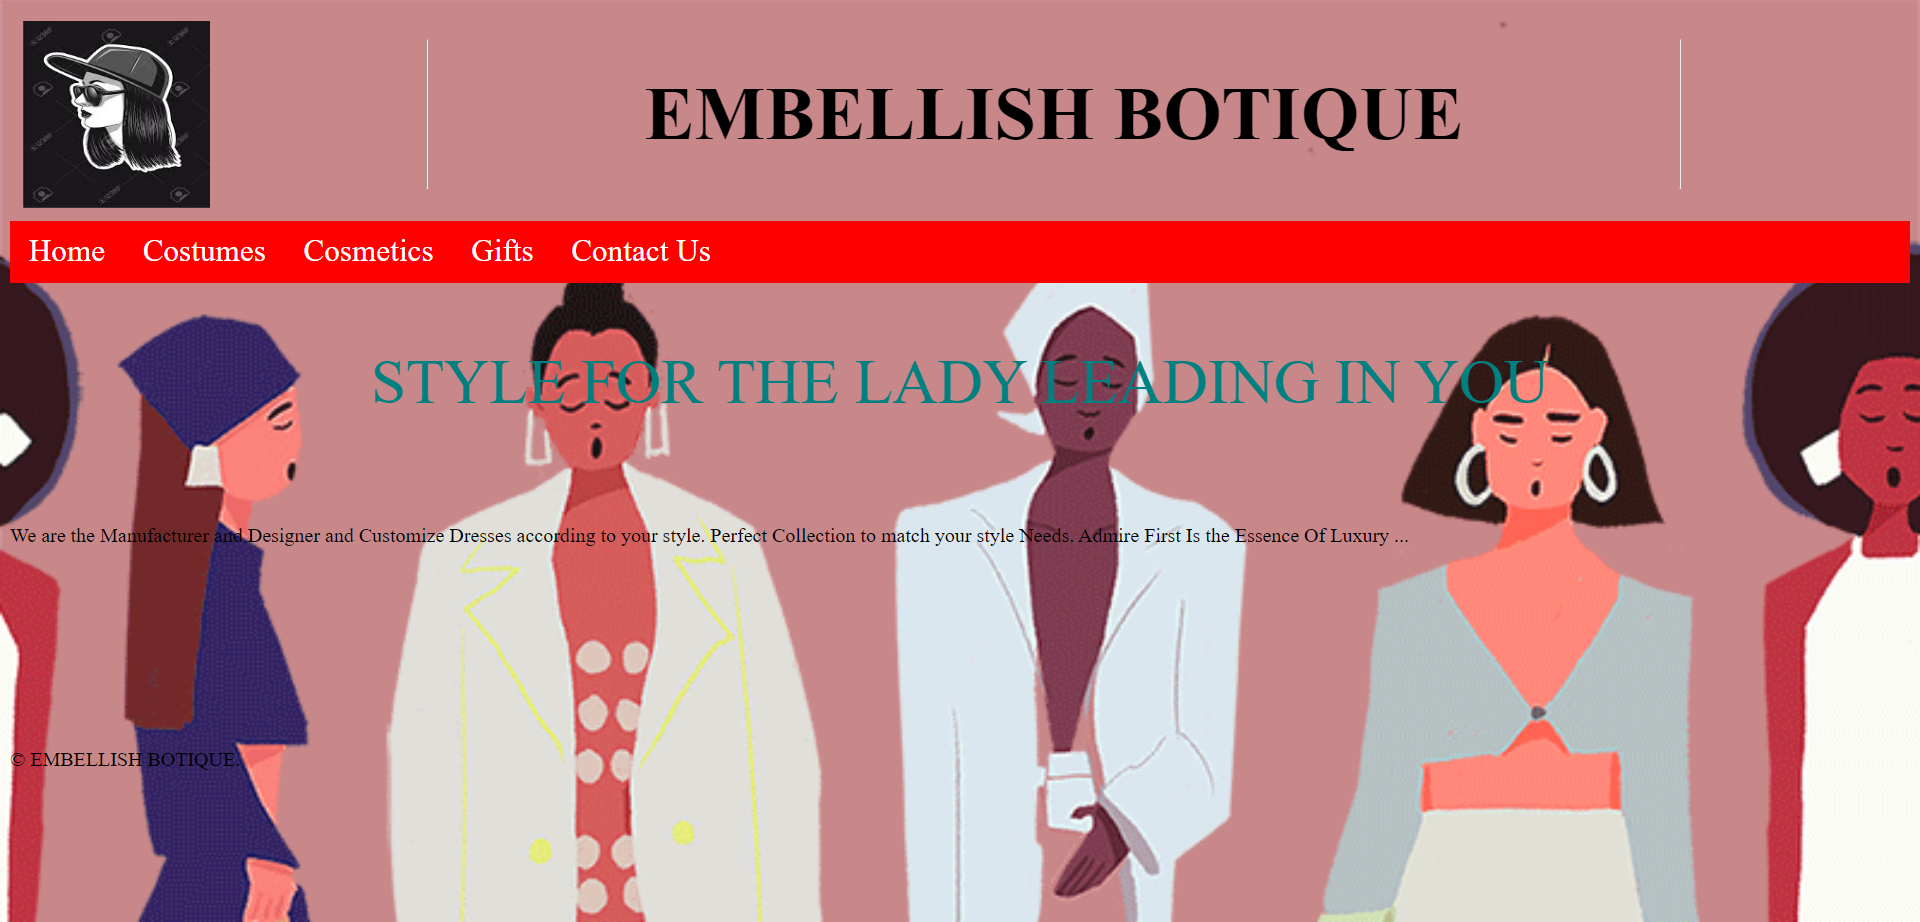 EMBELLISH BOTIQUE
Home Costumes Cosmetics Gifts Contact Us
STYLE FOR THE LADY LEADING IN YOU
We are the Manufacturer and Designer and Customize Dresses according to your style. Perfect Collection to match your style Needs. Admire First Is the Essence Of Luxury ...
© EMBELLISH BOTIQUE.